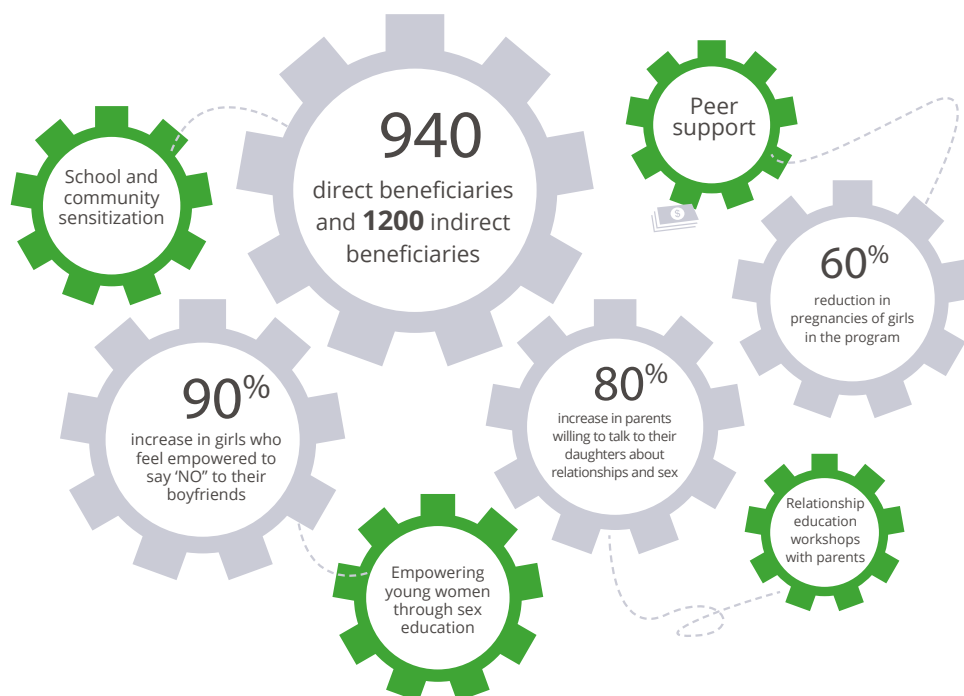 School and
community
sensitization
940
direct beneficiaries
and 1200 indirect
beneficiaries
Peer
support
$
60%
reduction in
pregnancies of girls
in the program
90%
increase in girls who
feel empowered to
say ‘NO” to their
boyfriends
80%
increase in parents
willing to talk to their
daughters about
relationships and sex
Relationship
education
workshops
with parents
Empowering
young women
through sex
education